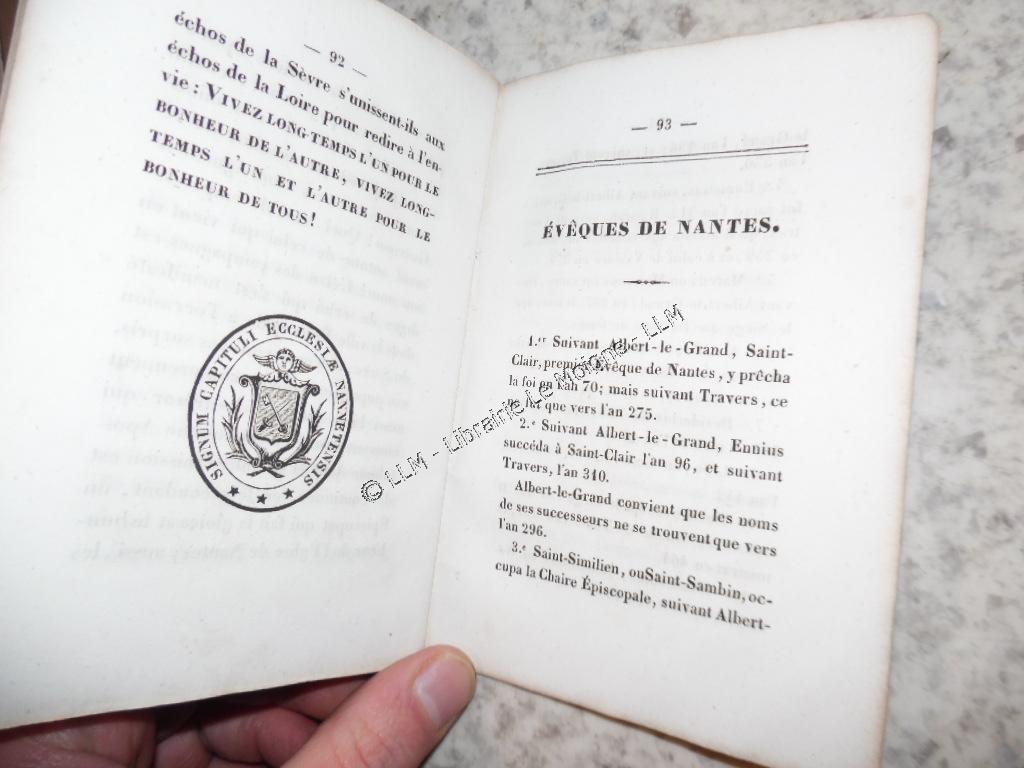 — 92 —
échos de la Sèvre s'unissent-ils aux
échos de la Loire pour redire à l'en-
vie : VIVEZ LONG-TEMPS L'UN POUR LE
BONHEUR DE L'AUTRE, VIVEZ LONG-
TEMPS L'UN ET L'AUTRE POUR LE
BONHEUR DE TOUS!
SIGNUM CAPITULI ECCLESIÆ NANNETENSIS
— 93 —
ÉVÊQUES DE NANTES.
1.er Suivant Albert-le-Grand, Saint-
Clair, premier Évêque de Nantes, y prêcha
la foi en l'an 70; mais suivant Travers, ce
ne fut que vers l'an 275.
2.e Suivant Albert-le-Grand, Ennius
succéda à Saint-Clair l'an 96, et suivant
Travers, l'an 310.
Albert-le-Grand convient que les noms
de ses successeurs ne se trouvent que vers
l'an 296.
3.e Saint-Similien, ouSaint-Sambin, oc-
cupa la Chaire Épiscopale, suivant Albert-
© LLM - Librairie Le Moigne - LLM